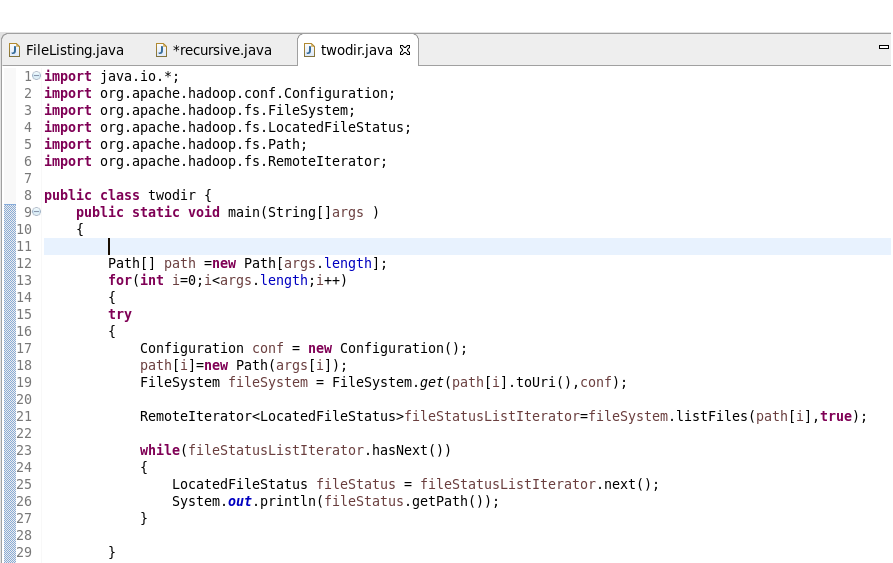 FileListing.java *recursive.java twodir.java
1 import java.io.*;
2 import org.apache.hadoop.conf.Configuration;
3 import org.apache.hadoop.fs.FileSystem;
4 import org.apache.hadoop.fs.LocatedFileStatus;
5 import org.apache.hadoop.fs.Path;
6 import org.apache.hadoop.fs.RemoteIterator;
7
8 public class twodir {
9     public static void main(String[]args )
10     {
11
12         Path[] path =new Path[args.length];
13         for(int i=0;i<args.length;i++)
14         {
15         try
16         {
17             Configuration conf = new Configuration();
18             path[i]=new Path(args[i]);
19             FileSystem fileSystem = FileSystem.get(path[i].toUri(),conf);
20
21             RemoteIterator<LocatedFileStatus>fileStatusListIterator=fileSystem.listFiles(path[i],true);
22
23             while(fileStatusListIterator.hasNext())
24             {
25                 LocatedFileStatus fileStatus = fileStatusListIterator.next();
26                 System.out.println(fileStatus.getPath());
27             }
28
29         }